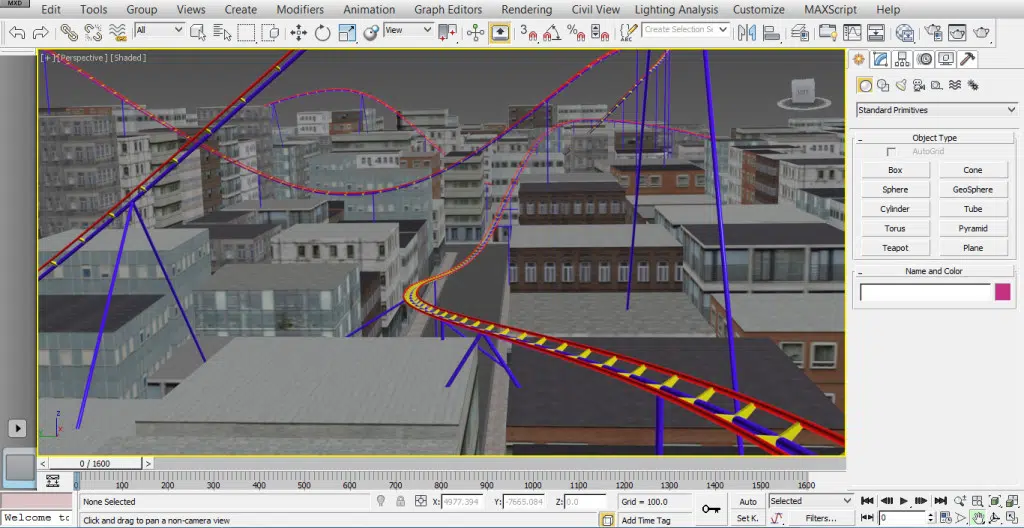 MXD
Edit Tools Group Views Create Modifiers Animation Graph Editors Rendering Civil View Lighting Analysis Customize MAXScript Help
All View 3 % ABC Create Selection Se
[+][Perspective][Shaded]
Standard Primitives
Object Type
AutoGrid
Box Cone
Sphere GeoSphere
Cylinder Tube
Torus Pyramid
Teapot Plane
Name and Color
z
x
< 0 / 1600 >
0 100 200 300 400 500 600 700 800 900 1000 1100 1200 1300 1400 1500 1600
None Selected X: 4977.394 Y: -7665.084 Z: 0.0 Grid = 100.0 Auto Selected
Welcome to Click and drag to pan a non-camera view Add Time Tag Set K. Filters... 0